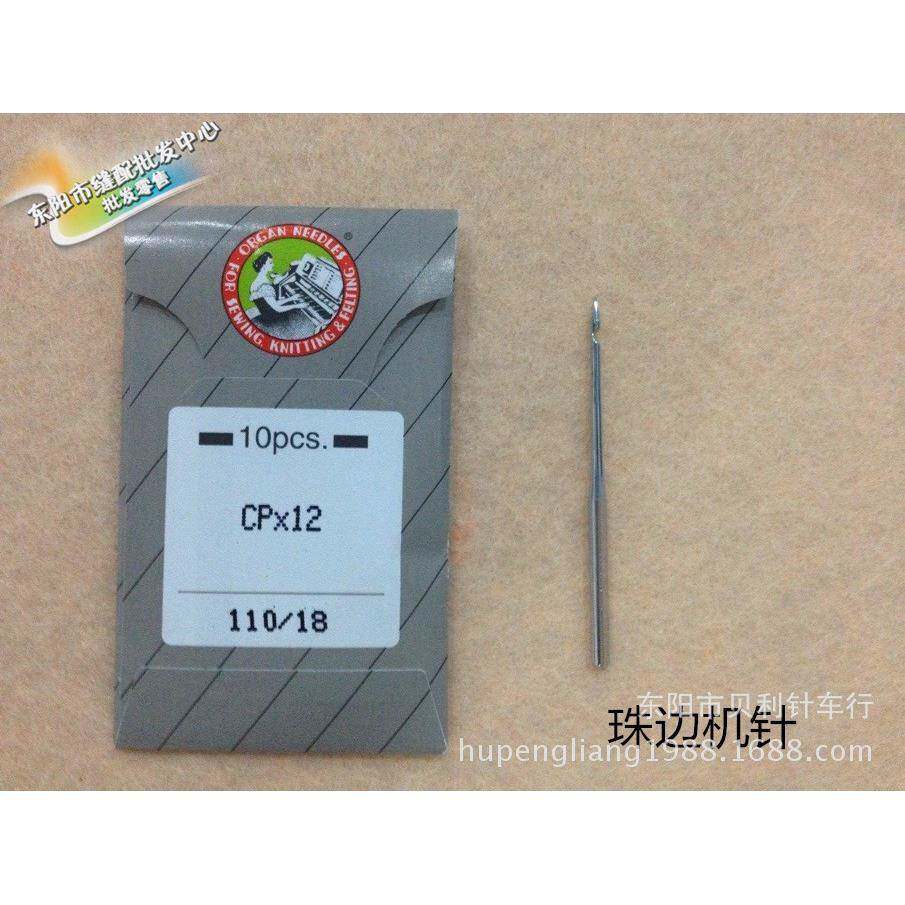 东阳市缝配批发中心
批发零售
ORGAN NEEDLES
®
FOR SEWING, KNITTING & FELTING
10pcs.
CPx12
110/18
东阳市贝利针车行
珠边机针
hupengliang1988.1688.com